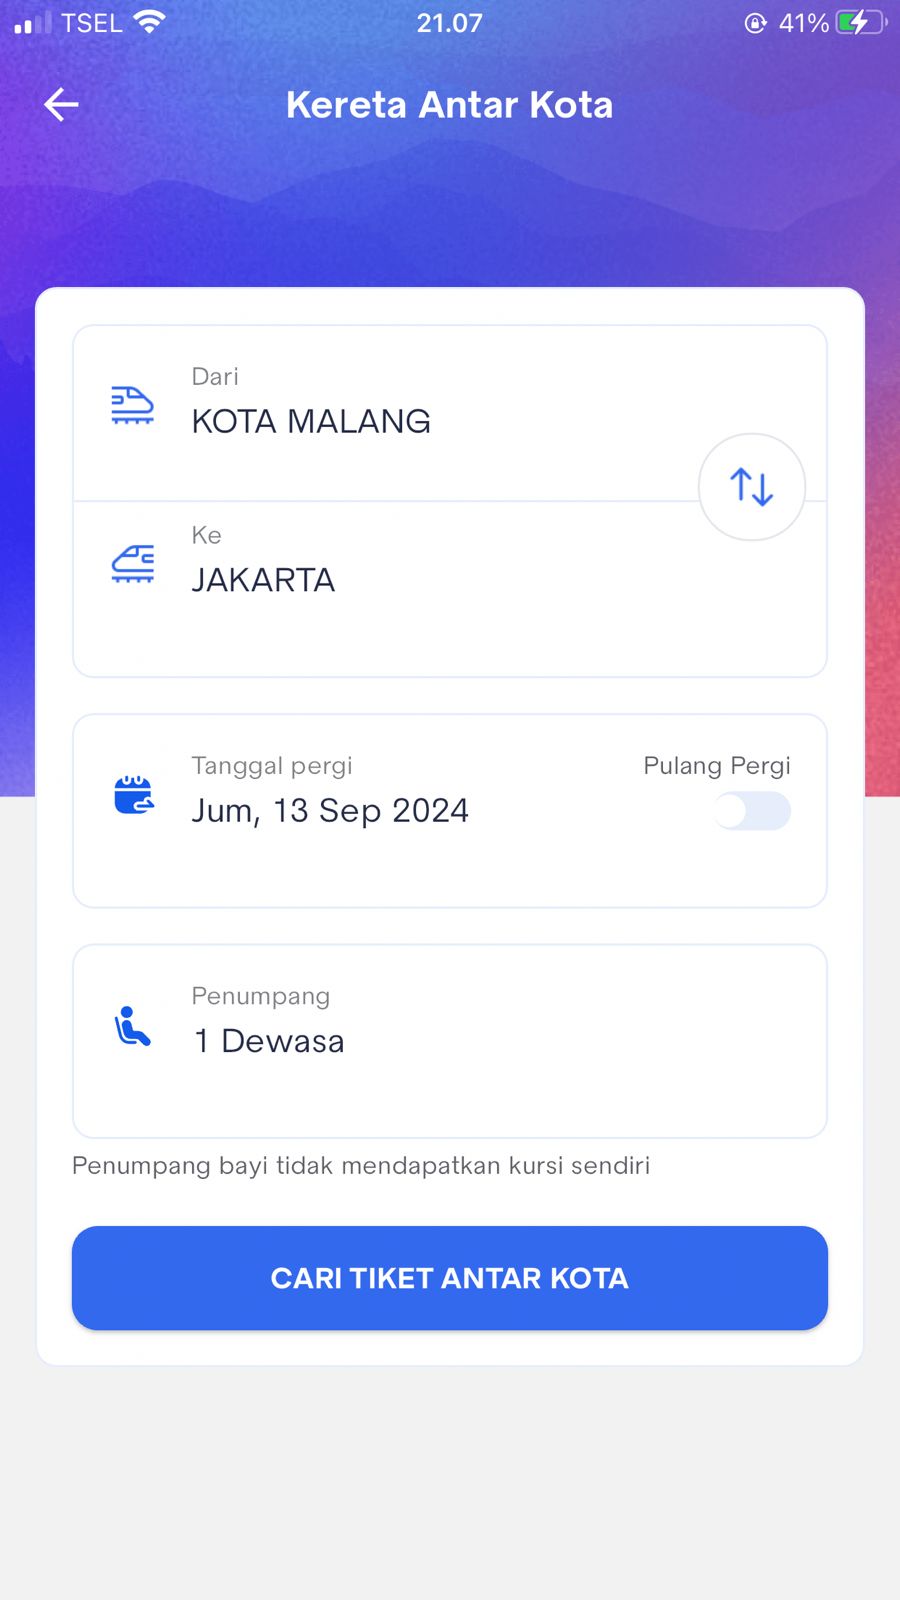 TSEL 21.07 41%
Kereta Antar Kota
Dari
KOTA MALANG
Ke
JAKARTA
Tanggal pergi Pulang Pergi
Jum, 13 Sep 2024
Penumpang
1 Dewasa
Penumpang bayi tidak mendapatkan kursi sendiri
CARI TIKET ANTAR KOTA